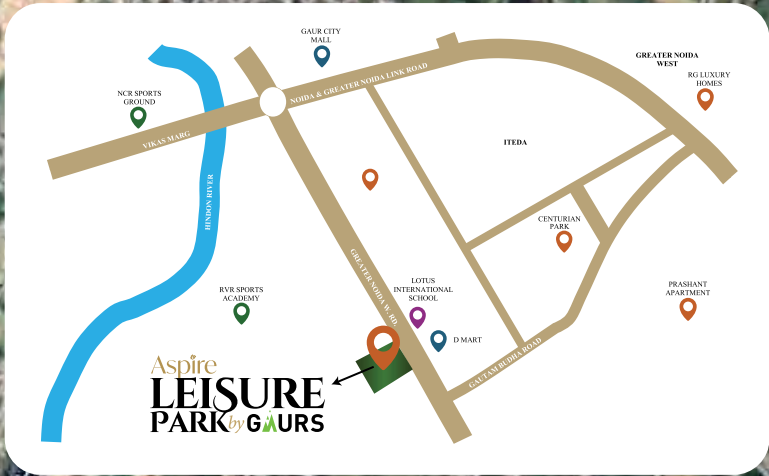 GAUR CITY
MALL
GREATER NOIDA
WEST
RG LUXURY
HOMES
NCR SPORTS
GROUND
NOIDA & GREATER NOIDA LINK ROAD
VIKAS MARG
ITEDA
HINDON RIVER
CENTURIAN
PARK
GREATER NOIDA W. RD.
LOTUS
INTERNATIONAL
SCHOOL
RVR SPORTS
ACADEMY
PRASHANT
APARTMENT
D MART
GAUTAM BUDHA ROAD
Aspire
LEISURE
PARK by GAURS